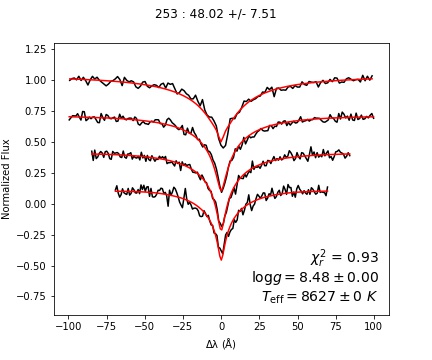 253 : 48.02 +/- 7.51
1.25
1.00
0.75
0.50
0.25
0.00
−0.25
−0.50
−0.75
Normalized Flux
χ²ᵣ = 0.93
logg = 8.48 ± 0.00
T_eff = 8627 ± 0 K
−100 −75 −50 −25 0 25 50 75 100
Δλ (Å)